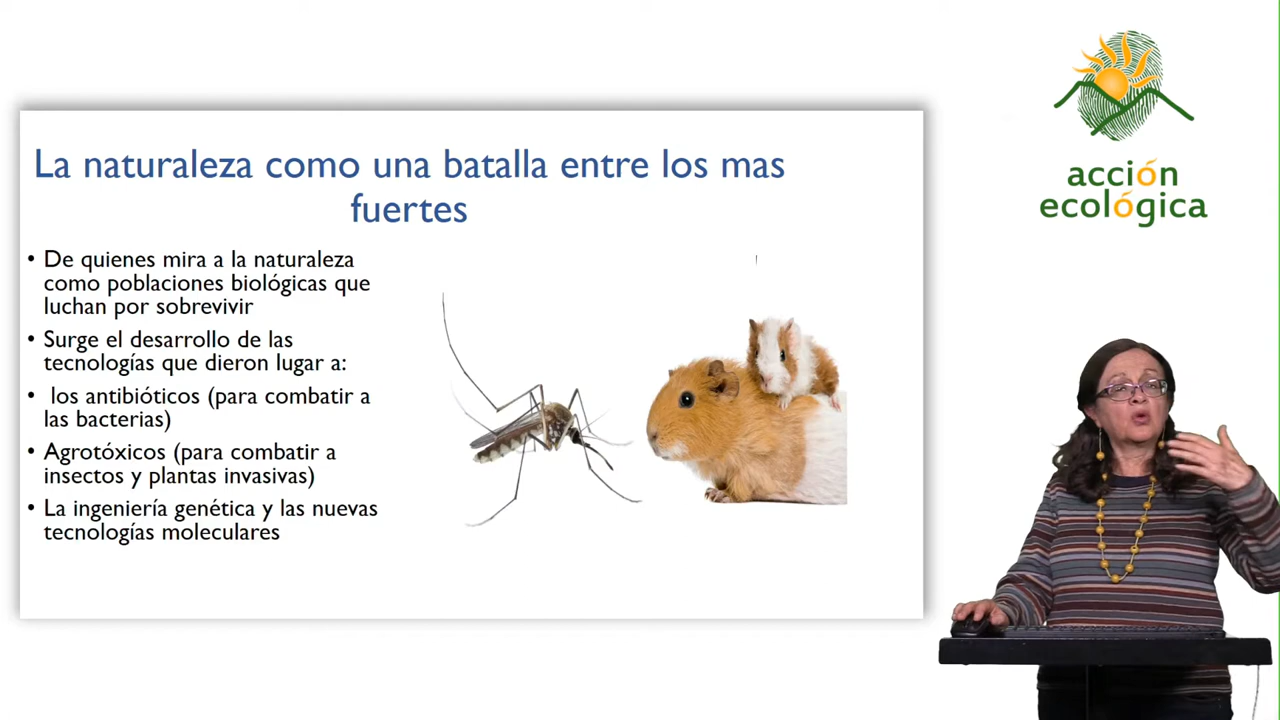 La naturaleza como una batalla entre los mas
fuertes
• De quienes mira a la naturaleza
como poblaciones biológicas que
luchan por sobrevivir
• Surge el desarrollo de las
tecnologías que dieron lugar a:
• los antibióticos (para combatir a
las bacterias)
• Agrotóxicos (para combatir a
insectos y plantas invasivas)
• La ingeniería genética y las nuevas
tecnologías moleculares
acción
ecológica